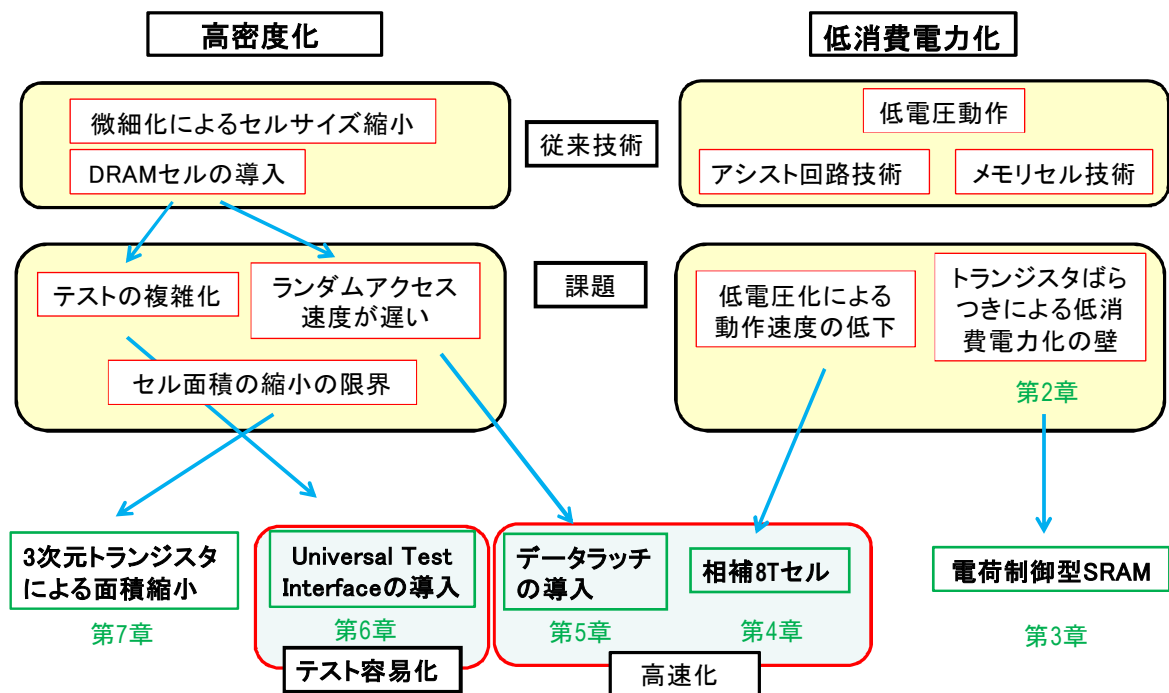 高密度化
低消費電力化
微細化によるセルサイズ縮小
DRAMセルの導入
従来技術
低電圧動作
アシスト回路技術
メモリセル技術
テストの複雑化
ランダムアクセス
速度が遅い
セル面積の縮小の限界
課題
低電圧化による
動作速度の低下
トランジスタばら
つきによる低消
費電力化の壁
第2章
3次元トランジスタ
による面積縮小
第7章
Universal Test
Interfaceの導入
第6章
テスト容易化
データラッチ
の導入
第5章
相補8Tセル
第4章
高速化
電荷制御型SRAM
第3章